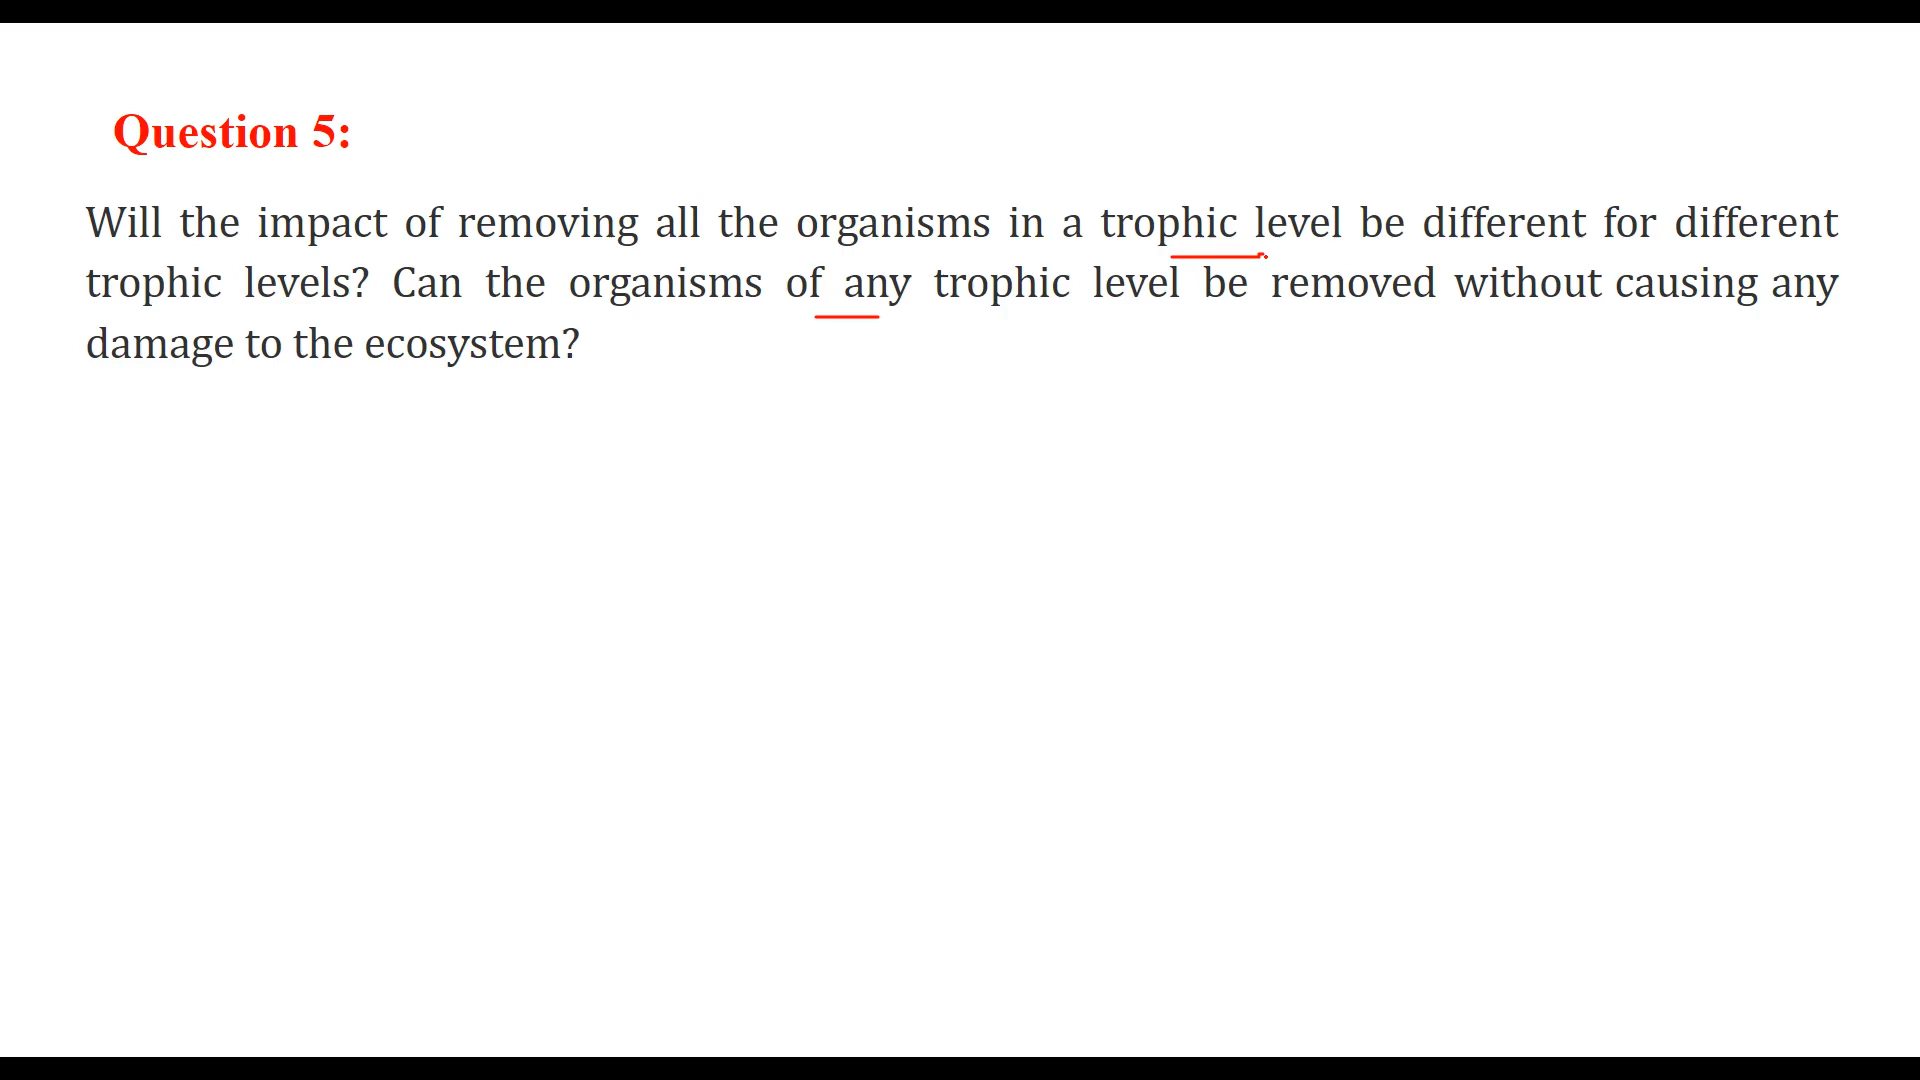 Question 5:
Will the impact of removing all the organisms in a trophic level be different for different
trophic levels? Can the organisms of any trophic level be removed without causing any
damage to the ecosystem?